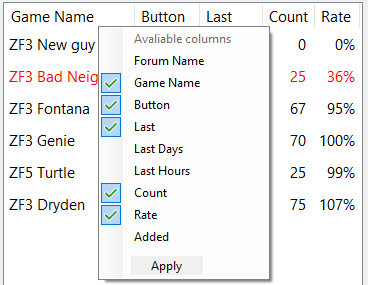 Game Name Button Last Count Rate
Avaliable columns
ZF3 New guy 0 0%
Forum Name
ZF3 Bad Neig 25 36%
Game Name
Button
ZF3 Fontana 67 95%
Last
ZF3 Genie 70 100%
Last Days
Last Hours
ZF5 Turtle 25 99%
Count
ZF3 Dryden 75 107%
Rate
Added
Apply